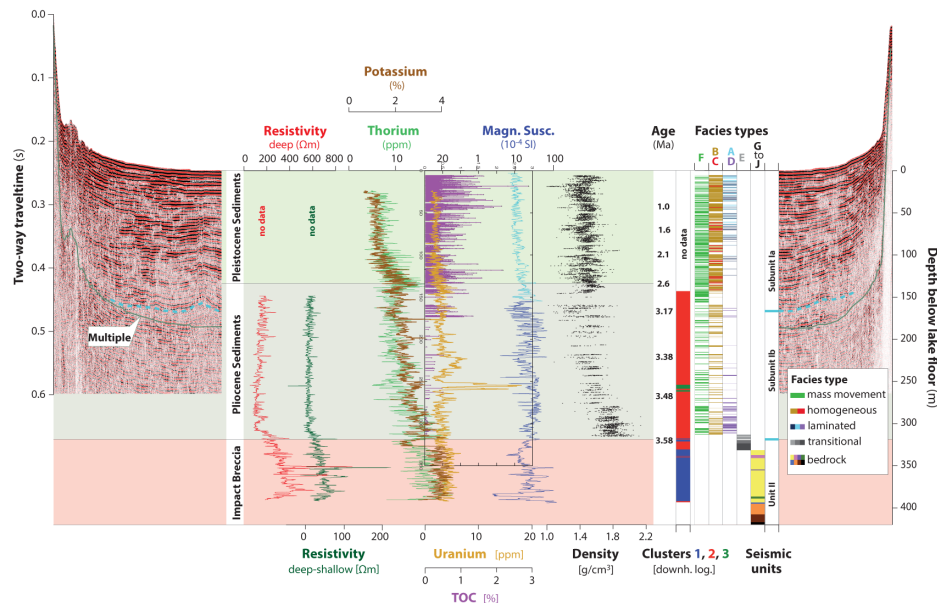 Potassium
(%)
0 2 4
Resistivity
deep (Ωm)
0 200 400 600 800
Thorium
(ppm)
0 10 20
Magn. Susc.
(10⁻⁴ SI)
1 10 100
Age
(Ma)
Facies types
F
B
C
A
D
E
G
to
J
Two-way traveltime (s)
0.0
0.1
0.2
0.3
0.4
0.5
0.6
Multiple
Pleistocene Sediments
Pliocene Sediments
Impact Breccia
no data
no data
no data
1.0
1.6
2.1
2.6
3.17
3.38
3.48
3.58
Subunit Ia
Subunit Ib
Unit II
Depth below lake floor (m)
0
50
100
150
200
250
300
350
400
Facies type
mass movement
homogeneous
laminated
transitional
bedrock
0 100 200
Resistivity
deep-shallow [Ωm]
0 10 20
Uranium [ppm]
0 1 2 3
TOC [%]
1.0 1.4 1.8 2.2
Density
[g/cm³]
Clusters 1, 2, 3
[downh. log.]
Seismic
units